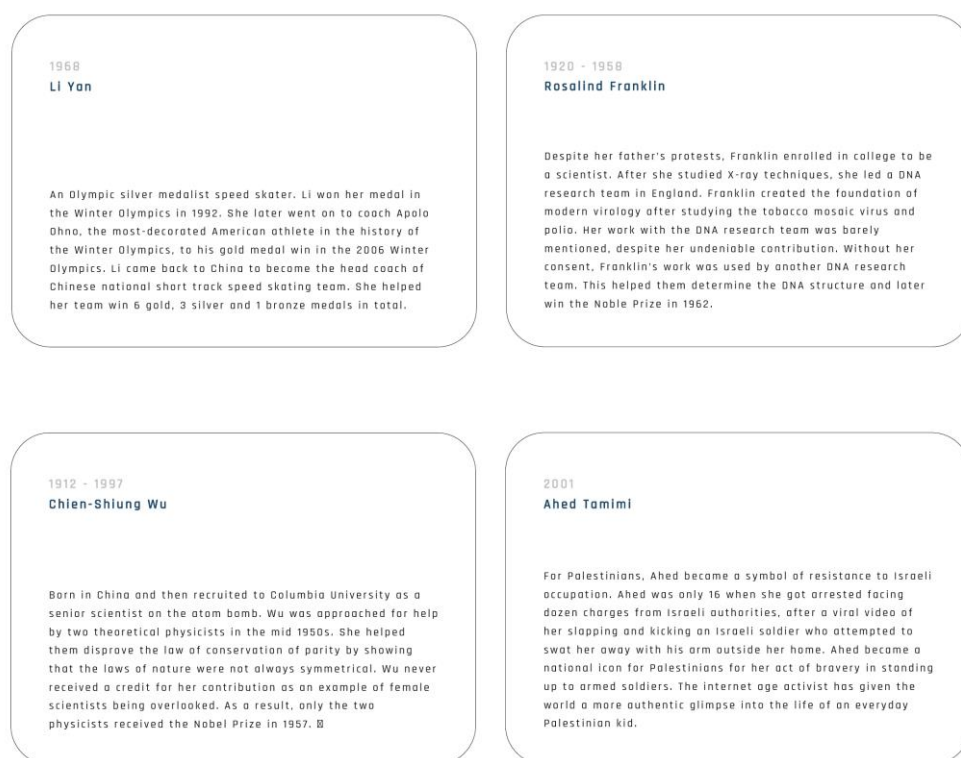 1968
Li Yan
An Olympic silver medalist speed skater. Li won her medal in
the Winter Olympics in 1992. She later went on to coach Apolo
Ohno, the most-decorated American athlete in the history of
the Winter Olympics, to his gold medal win in the 2006 Winter
Olympics. Li came back to China to become the head coach of
Chinese national short track speed skating team. She helped
her team win 6 gold, 3 silver and 1 bronze medals in total.
1920 - 1958
Rosalind Franklin
Despite her father's protests, Franklin enrolled in college to be
a scientist. After she studied X-ray techniques, she led a DNA
research team in England. Franklin created the foundation of
modern virology after studying the tobacco mosaic virus and
polio. Her work with the DNA research team was barely
mentioned, despite her undeniable contribution. Without her
consent, Franklin's work was used by another DNA research
team. This helped them determine the DNA structure and later
win the Noble Prize in 1962.
1912 - 1997
Chien-Shiung Wu
Born in China and then recruited to Columbia University as a
senior scientist on the atom bomb. Wu was approached for help
by two theoretical physicists in the mid 1950s. She helped
them disprove the law of conservation of parity by showing
that the laws of nature were not always symmetrical. Wu never
received a credit for her contribution as an example of female
scientists being overlooked. As a result, only the two
physicists received the Nobel Prize in 1957.
2001
Ahed Tamimi
For Palestinians, Ahed became a symbol of resistance to Israeli
occupation. Ahed was only 16 when she got arrested facing
dozen charges from Israeli authorities, after a viral video of
her slapping and kicking an Israeli soldier who attempted to
swat her away with his arm outside her home. Ahed became a
national icon for Palestinians for her act of bravery in standing
up to armed soldiers. The internet age activist has given the
world a more authentic glimpse into the life of an everyday
Palestinian kid.